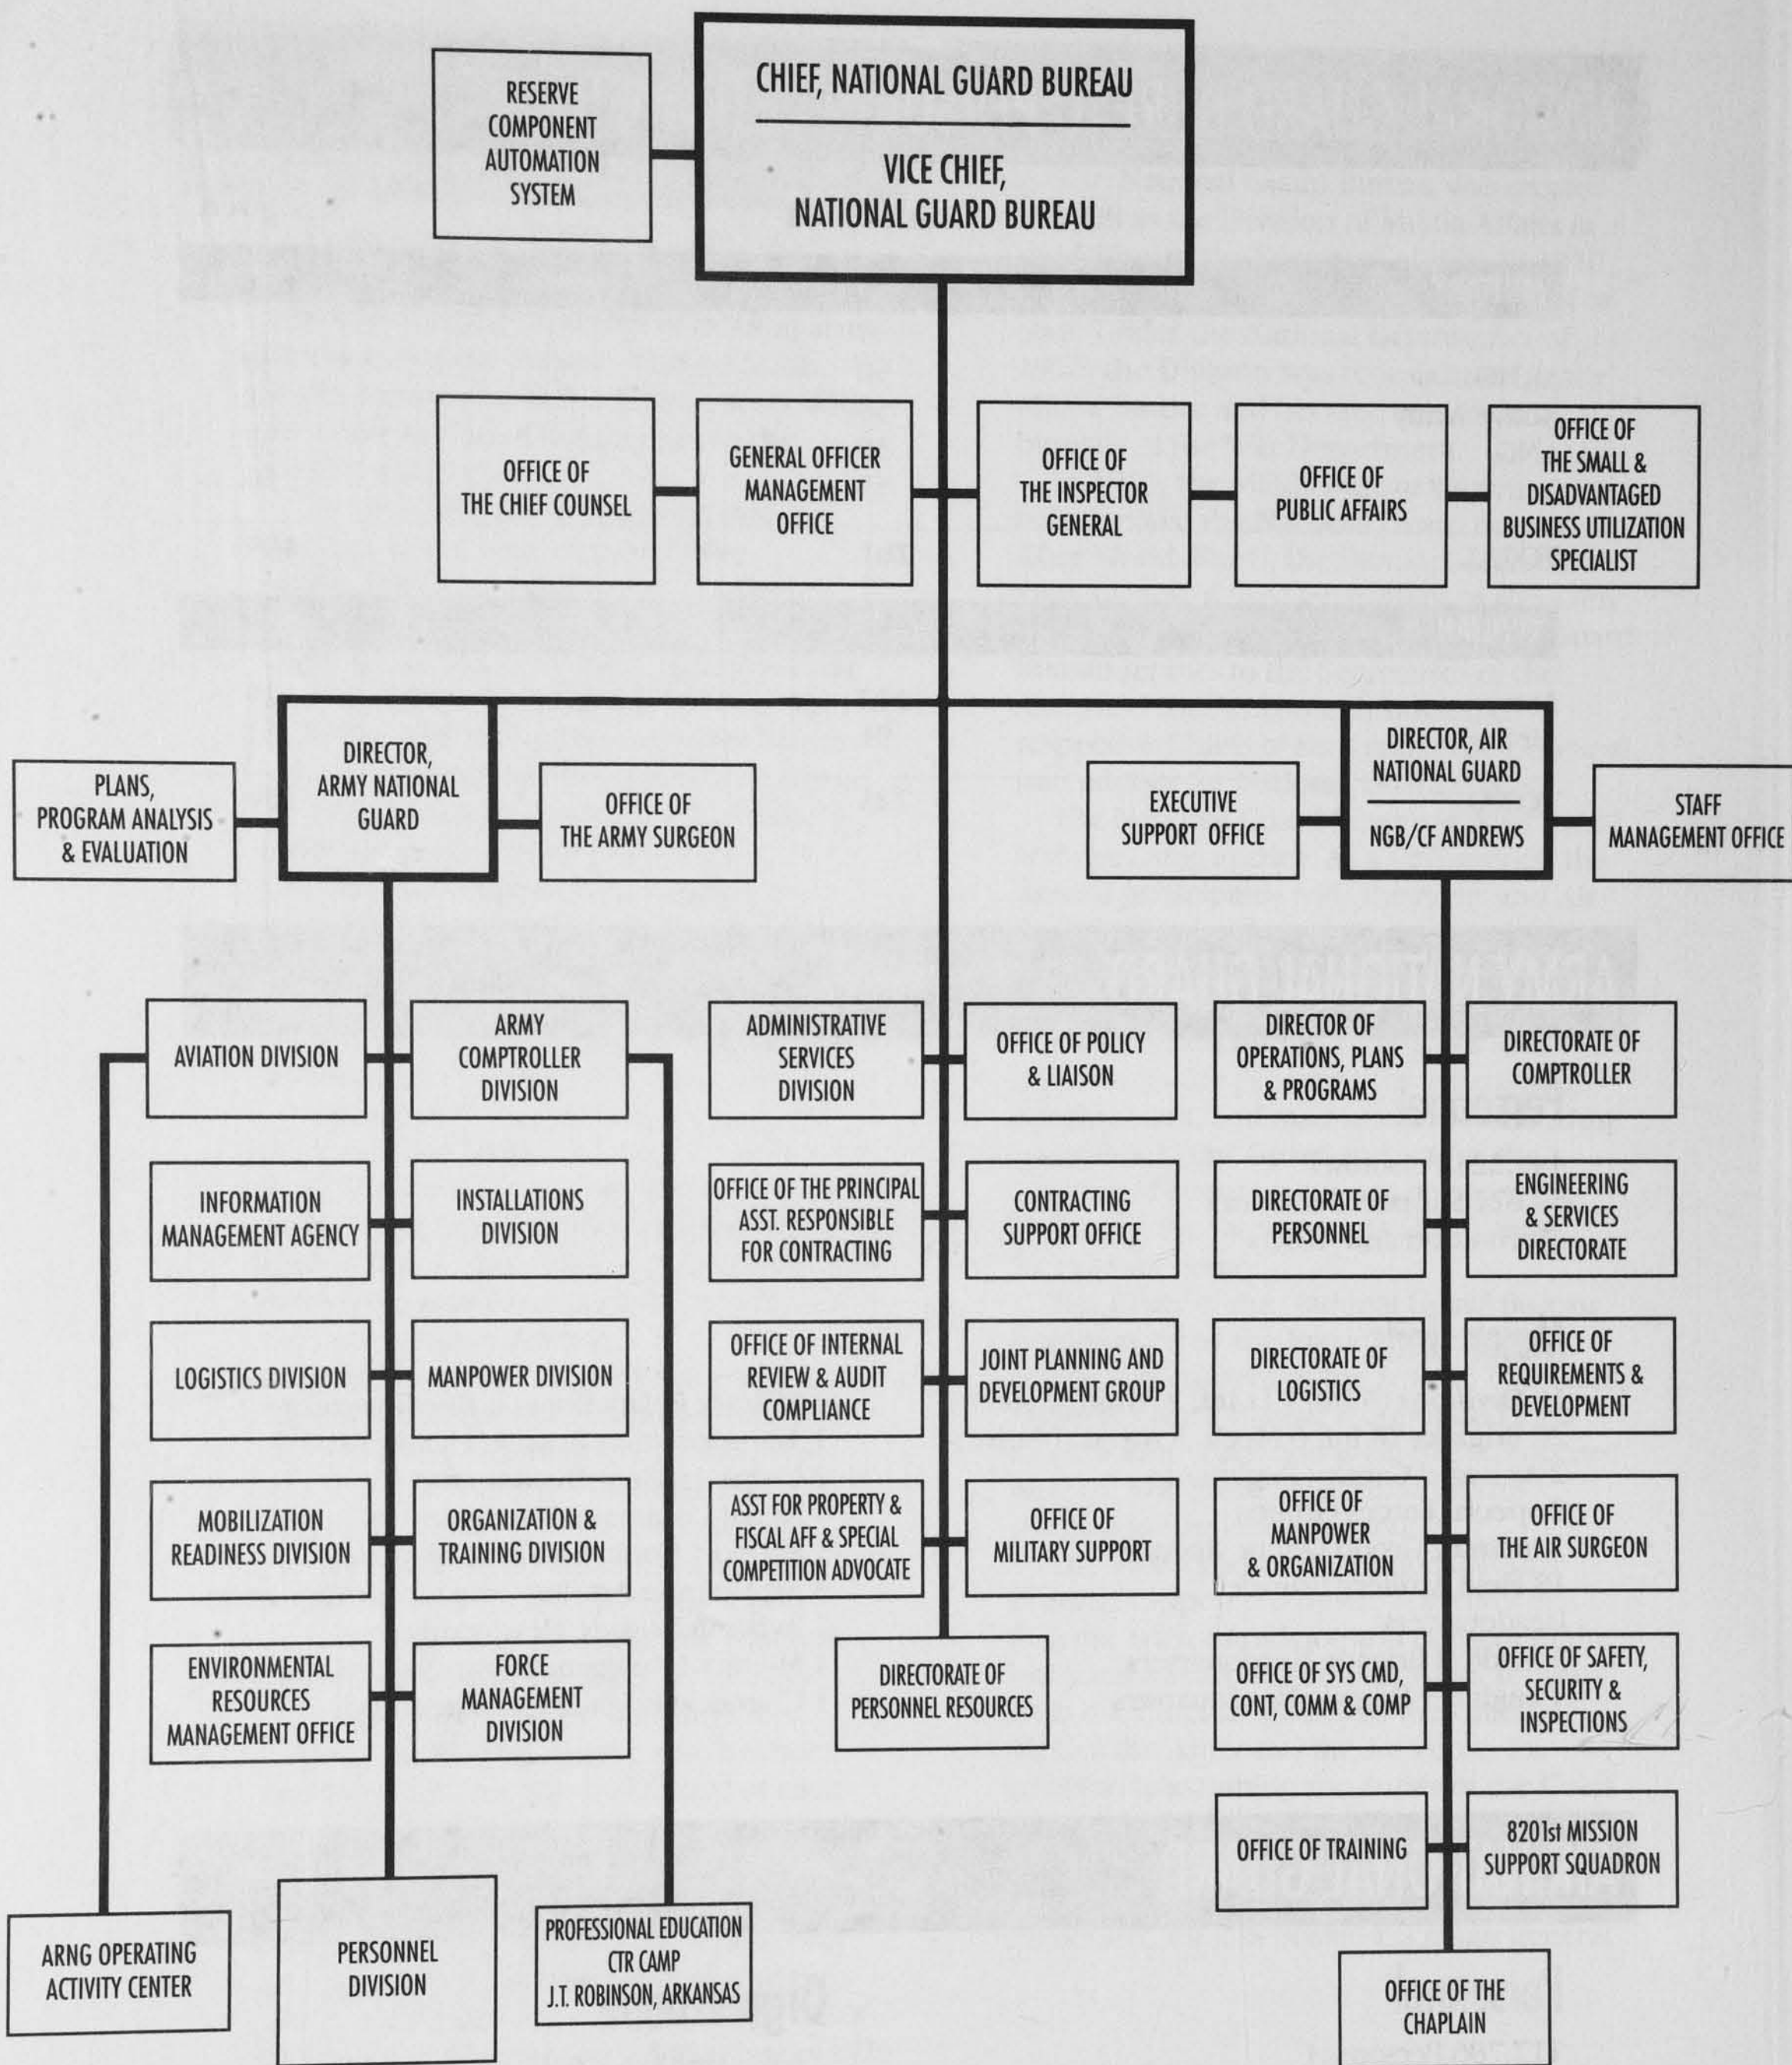 CHIEF, NATIONAL GUARD BUREAU
VICE CHIEF,
NATIONAL GUARD BUREAU
RESERVE
COMPONENT
AUTOMATION
SYSTEM
OFFICE OF
THE CHIEF COUNSEL
GENERAL OFFICER
MANAGEMENT
OFFICE
OFFICE OF
THE INSPECTOR
GENERAL
OFFICE OF
PUBLIC AFFAIRS
OFFICE OF
THE SMALL &
DISADVANTAGED
BUSINESS UTILIZATION
SPECIALIST
PLANS,
PROGRAM ANALYSIS
& EVALUATION
DIRECTOR,
ARMY NATIONAL
GUARD
OFFICE OF
THE ARMY SURGEON
EXECUTIVE
SUPPORT OFFICE
DIRECTOR, AIR
NATIONAL GUARD
NGB/CF ANDREWS
STAFF
MANAGEMENT OFFICE
AVIATION DIVISION
ARMY
COMPTROLLER
DIVISION
INFORMATION
MANAGEMENT AGENCY
INSTALLATIONS
DIVISION
LOGISTICS DIVISION
MANPOWER DIVISION
MOBILIZATION
READINESS DIVISION
ORGANIZATION &
TRAINING DIVISION
ENVIRONMENTAL
RESOURCES
MANAGEMENT OFFICE
FORCE
MANAGEMENT
DIVISION
ARNG OPERATING
ACTIVITY CENTER
PERSONNEL
DIVISION
PROFESSIONAL EDUCATION
CTR CAMP
J.T. ROBINSON, ARKANSAS
ADMINISTRATIVE
SERVICES
DIVISION
OFFICE OF POLICY
& LIAISON
OFFICE OF THE PRINCIPAL
ASST. RESPONSIBLE
FOR CONTRACTING
CONTRACTING
SUPPORT OFFICE
OFFICE OF INTERNAL
REVIEW & AUDIT
COMPLIANCE
JOINT PLANNING AND
DEVELOPMENT GROUP
ASST FOR PROPERTY &
FISCAL AFF & SPECIAL
COMPETITION ADVOCATE
OFFICE OF
MILITARY SUPPORT
DIRECTORATE OF
PERSONNEL RESOURCES
DIRECTOR OF
OPERATIONS, PLANS
& PROGRAMS
DIRECTORATE OF
COMPTROLLER
DIRECTORATE OF
PERSONNEL
ENGINEERING
& SERVICES
DIRECTORATE
DIRECTORATE OF
LOGISTICS
OFFICE OF
REQUIREMENTS &
DEVELOPMENT
OFFICE OF
MANPOWER
& ORGANIZATION
OFFICE OF
THE AIR SURGEON
OFFICE OF SYS CMD,
CONT, COMM & COMP
OFFICE OF SAFETY,
SECURITY &
INSPECTIONS
OFFICE OF TRAINING
8201st MISSION
SUPPORT SQUADRON
OFFICE OF THE
CHAPLAIN